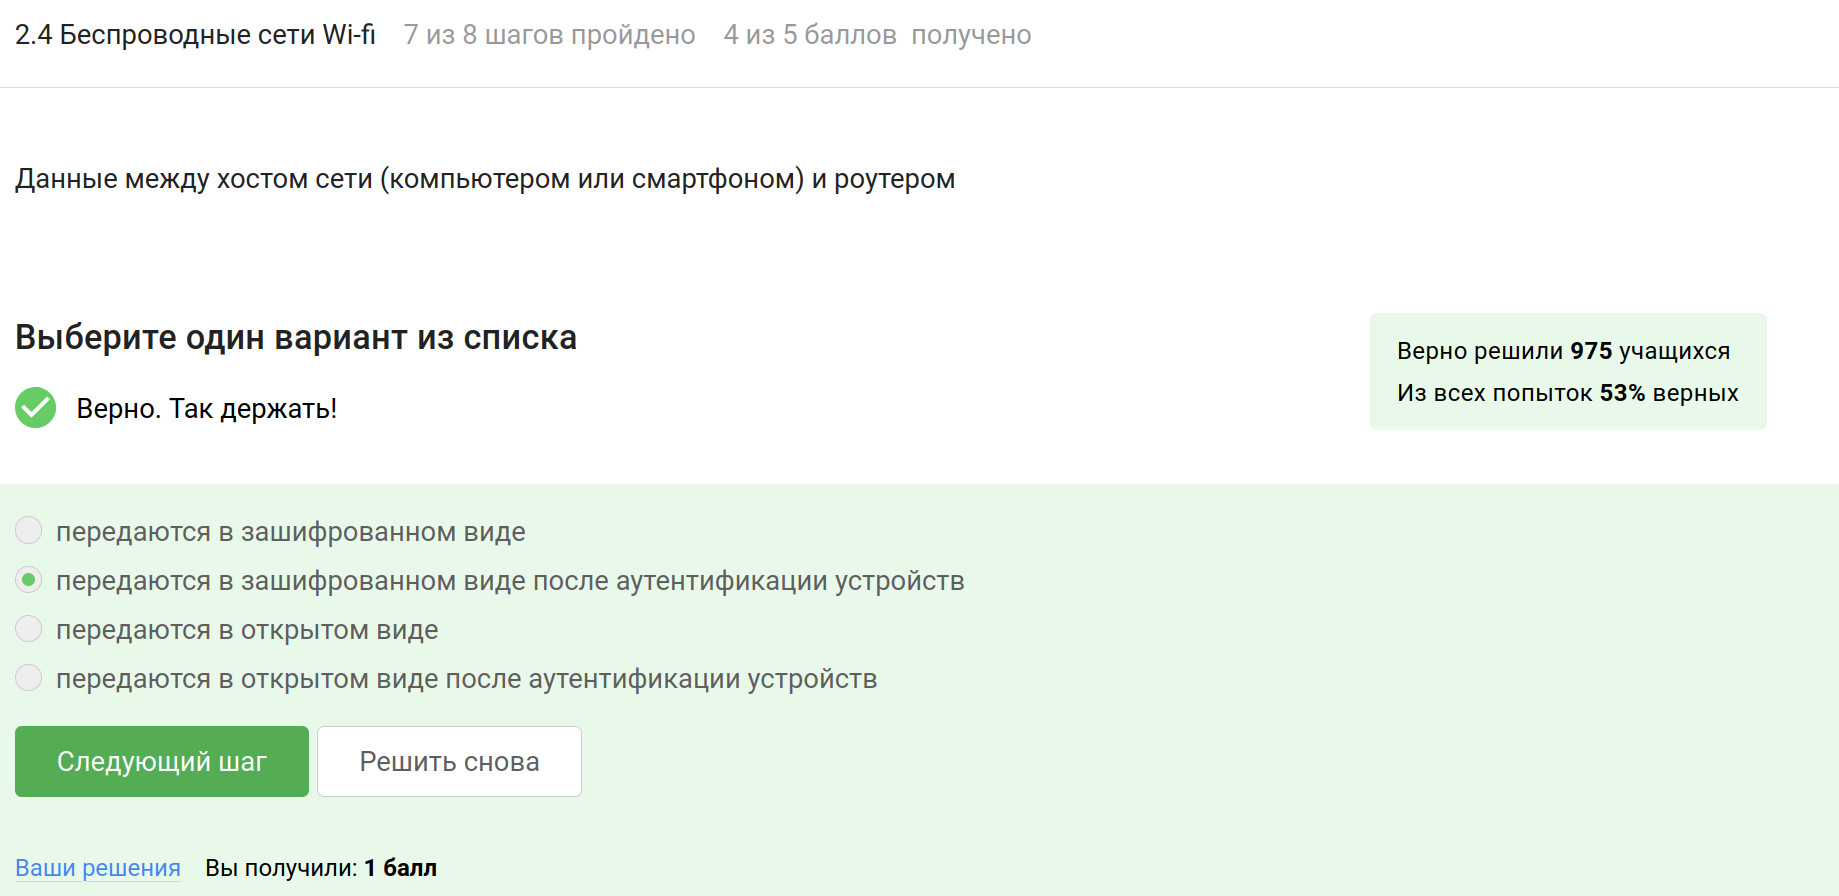 2.4 Беспроводные сети Wi-fi 7 из 8 шагов пройдено 4 из 5 баллов получено
Данные между хостом сети (компьютером или смартфоном) и роутером
Выберите один вариант из списка
Верно. Так держать!
Верно решили 975 учащихся
Из всех попыток 53% верных
передаются в зашифрованном виде
передаются в зашифрованном виде после аутентификации устройств
передаются в открытом виде
передаются в открытом виде после аутентификации устройств
Следующий шаг Решить снова
Ваши решения Вы получили: 1 балл